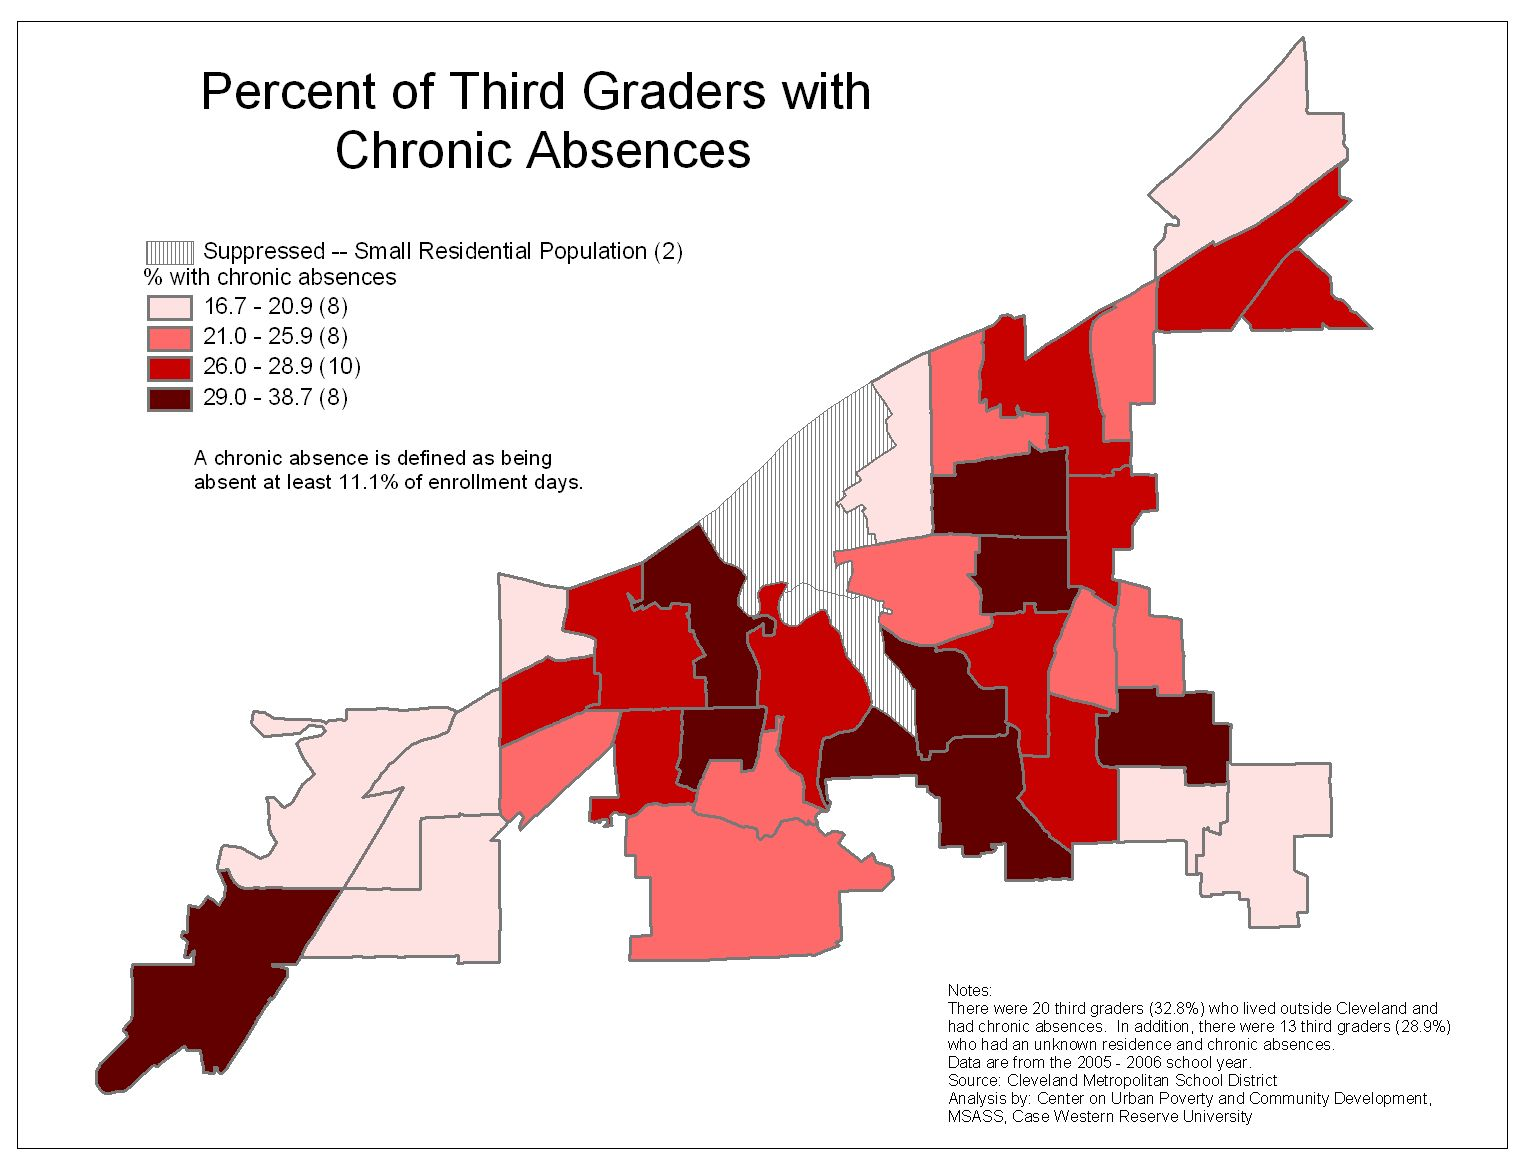 Percent of Third Graders with
Chronic Absences
Suppressed -- Small Residential Population (2)
% with chronic absences
16.7 - 20.9 (8)
21.0 - 25.9 (8)
26.0 - 28.9 (10)
29.0 - 38.7 (8)
A chronic absence is defined as being
absent at least 11.1% of enrollment days.
Notes:
There were 20 third graders (32.8%) who lived outside Cleveland and
had chronic absences.  In addition, there were 13 third graders (28.9%)
who had an unknown residence and chronic absences.
Data are from the 2005 - 2006 school year.
Source: Cleveland Metropolitan School District
Analysis by: Center on Urban Poverty and Community Development,
MSASS, Case Western Reserve University